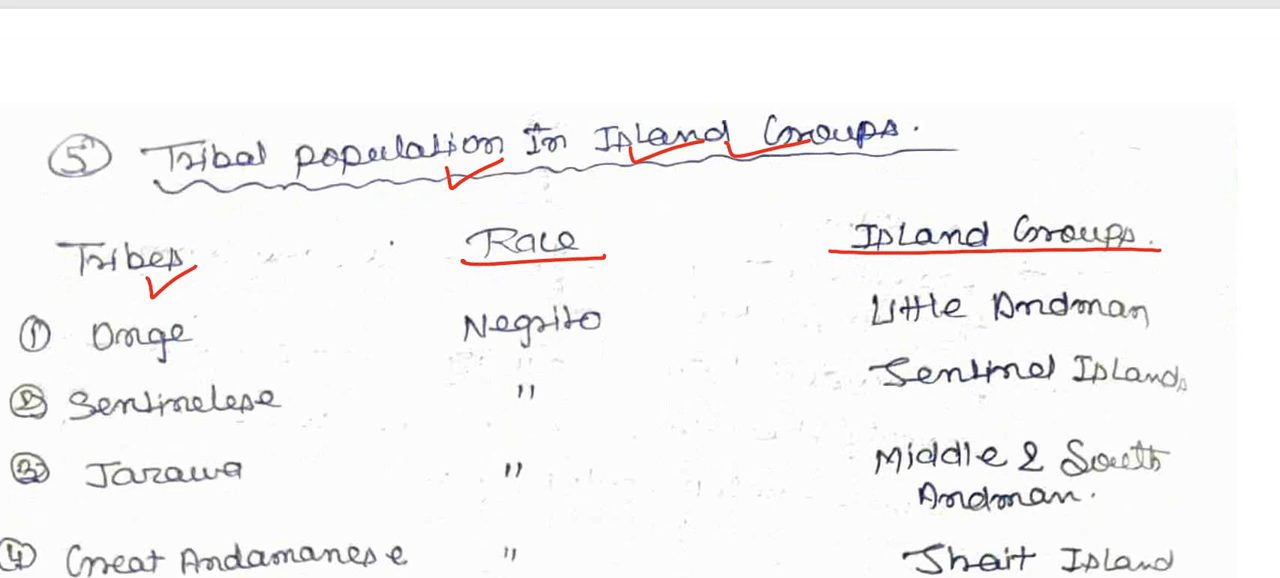 ⑤ Tribal population In Island Groups.
Tribes Race Island Groups.
① Onge Negrito Little Andman
② Sentinelese " Sentinel Islands
③ Jarawa " Middle & South
Andman.
④ Great Andamanese " Strait Island